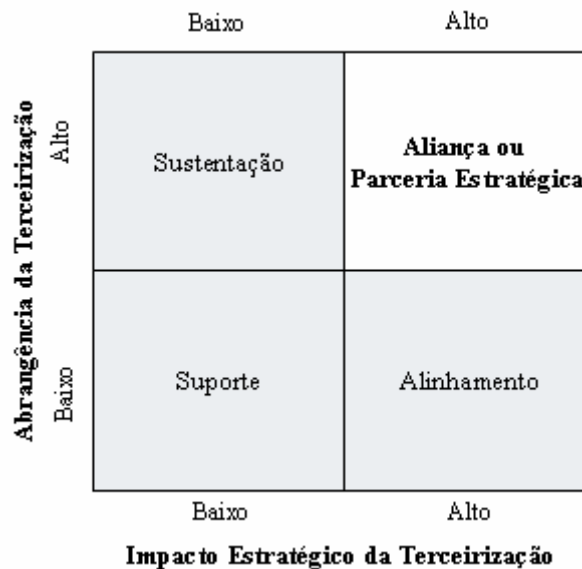 Baixo Alto
Abrangência da Terceirização
Alto
Sustentação
Aliança ou
Parceria Estratégica
Baixo
Suporte
Alinhamento
Baixo Alto
Impacto Estratégico da Terceirização